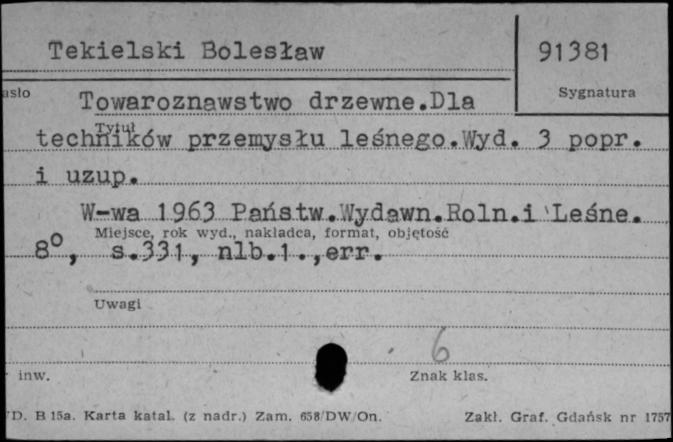 Tekielski Bolesław
91381
asło
Sygnatura
Towaroznawstwo drzewne.Dla
Tytuł
techników przemysłu leśnego.Wyd. 3 popr.
i uzup.
W-wa 1963 Państw.Wydawn.Roln.i Leśne.
Miejsce, rok wyd., nakładca, format, objętość
8°, s.331, nlb.1.,err.
Uwagi
6
inw.
Znak klas.
D. B 15a. Karta katal. (z nadr.) Zam. 658/DW/On.
Zakł. Graf. Gdańsk nr 1757